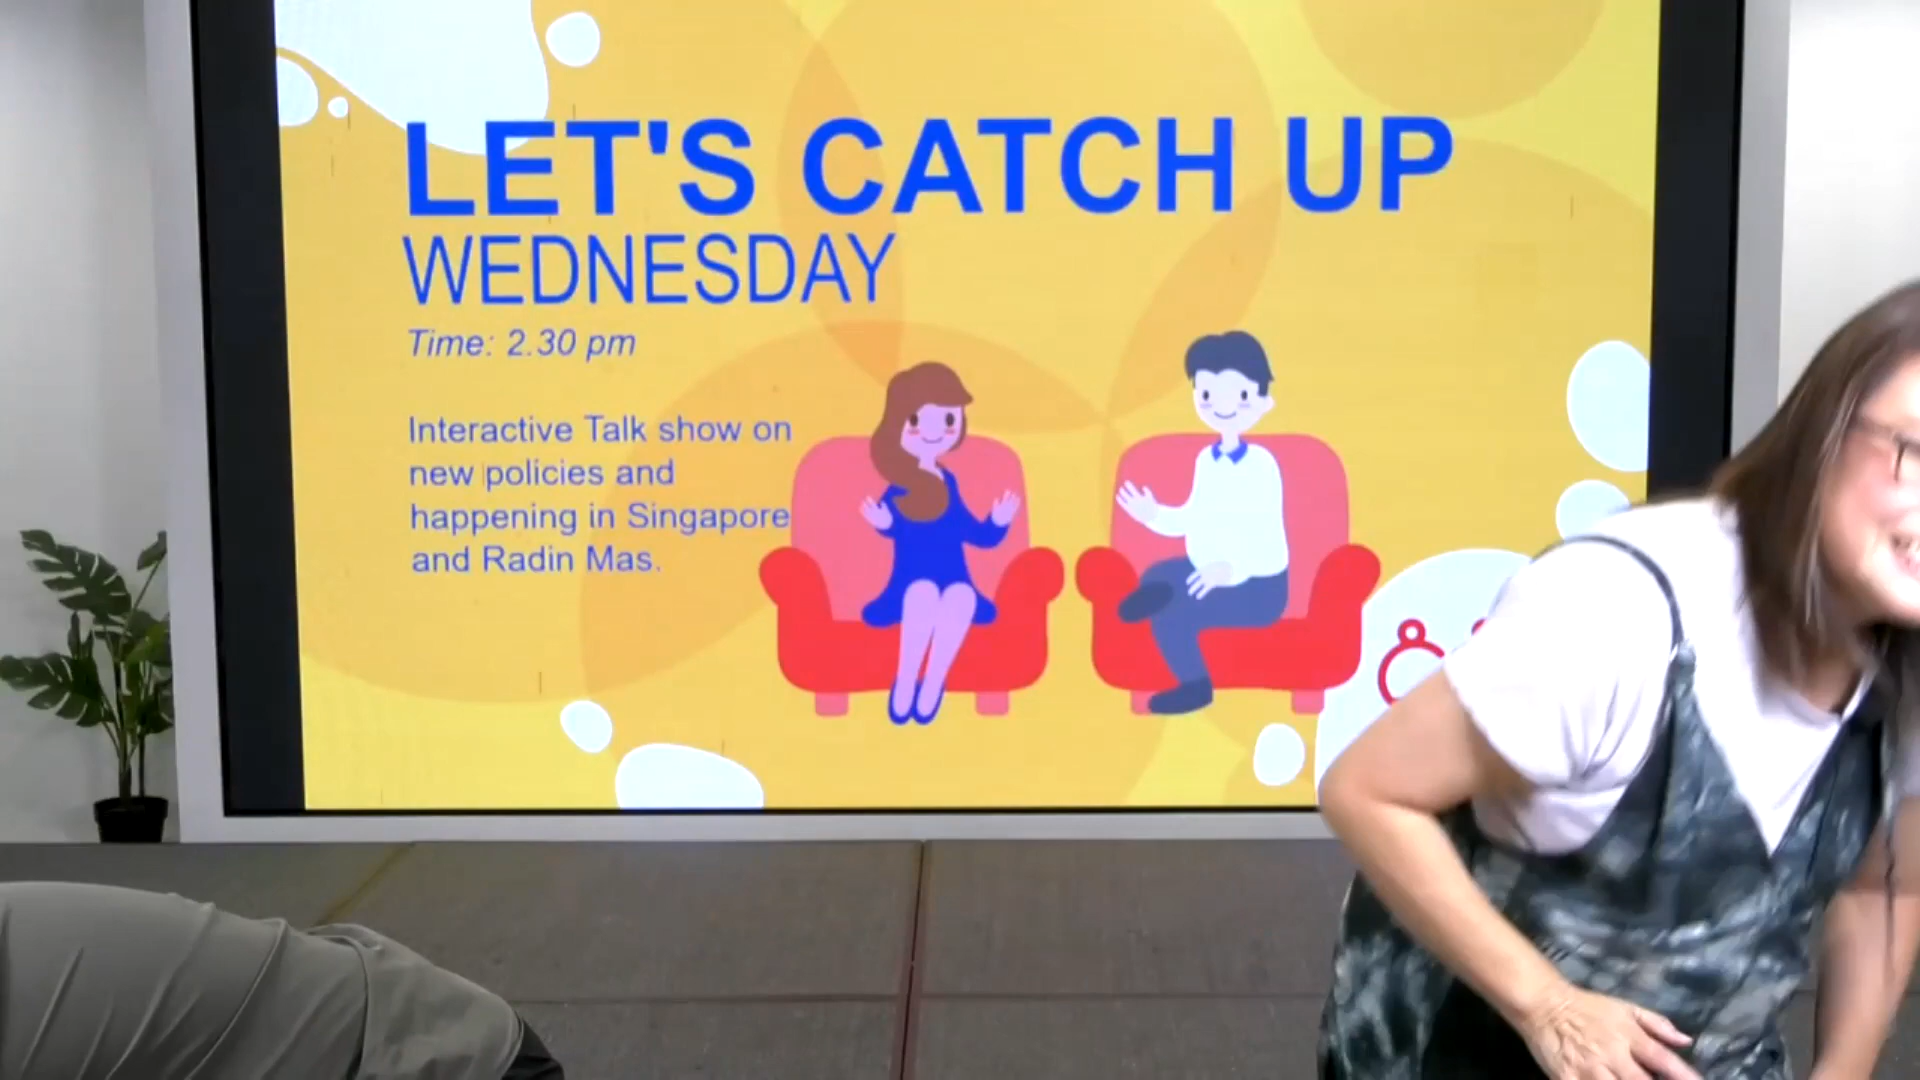 LET'S CATCH UP
WEDNESDAY
Time: 2.30 pm
Interactive Talk show on
new policies and
happening in Singapore
and Radin Mas.